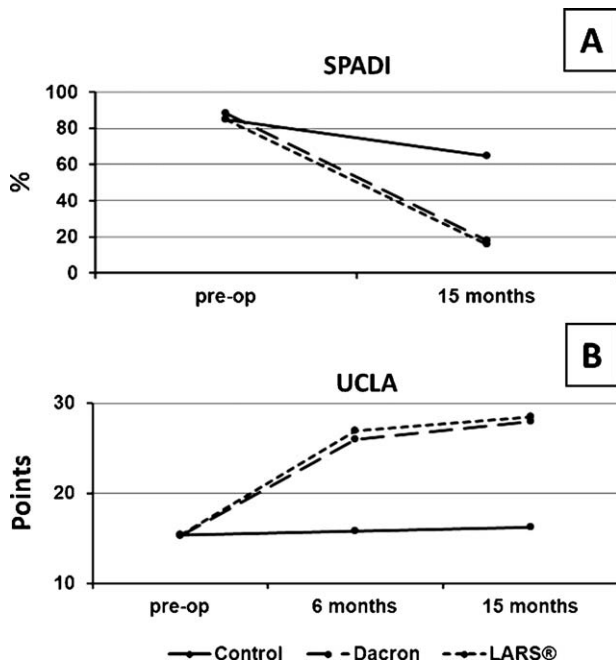 A
SPADI
100
80
60
40
20
0
%
pre-op 15 months
B
UCLA
30
20
10
Points
pre-op 6 months 15 months
Control Dacron LARS®